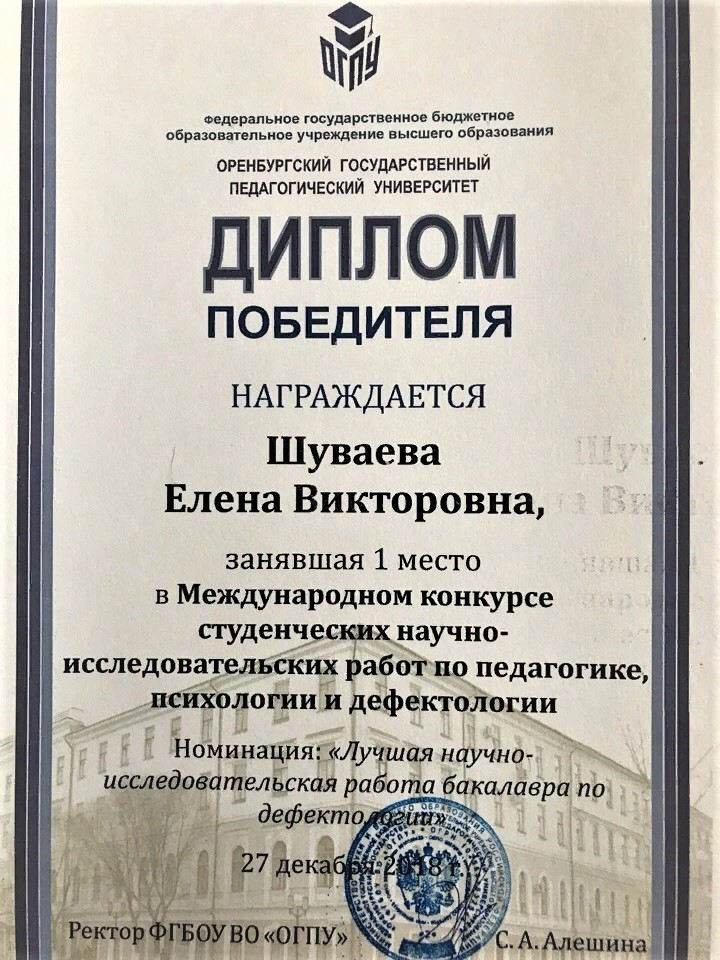 ОГПУ
Федеральное государственное бюджетное
образовательное учреждение высшего образования
ОРЕНБУРГСКИЙ ГОСУДАРСТВЕННЫЙ
ПЕДАГОГИЧЕСКИЙ УНИВЕРСИТЕТ
ДИПЛОМ
ПОБЕДИТЕЛЯ
НАГРАЖДАЕТСЯ
Шуваева
Елена Викторовна,
занявшая 1 место
в Международном конкурсе
студенческих научно-
исследовательских работ по педагогике,
психологии и дефектологии
Номинация: «Лучшая научно-
исследовательская работа бакалавра по
дефектологии»
27 декабря 2018 г.
Ректор ФГБОУ ВО «ОГПУ»
С. А. Алешина